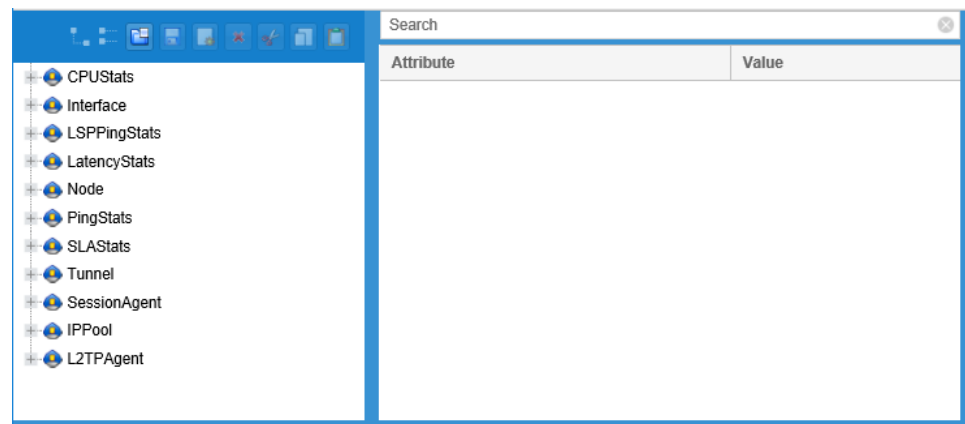 Search
Attribute Value
CPUStats
Interface
LSPPingStats
LatencyStats
Node
PingStats
SLAStats
Tunnel
SessionAgent
IPPool
L2TPAgent